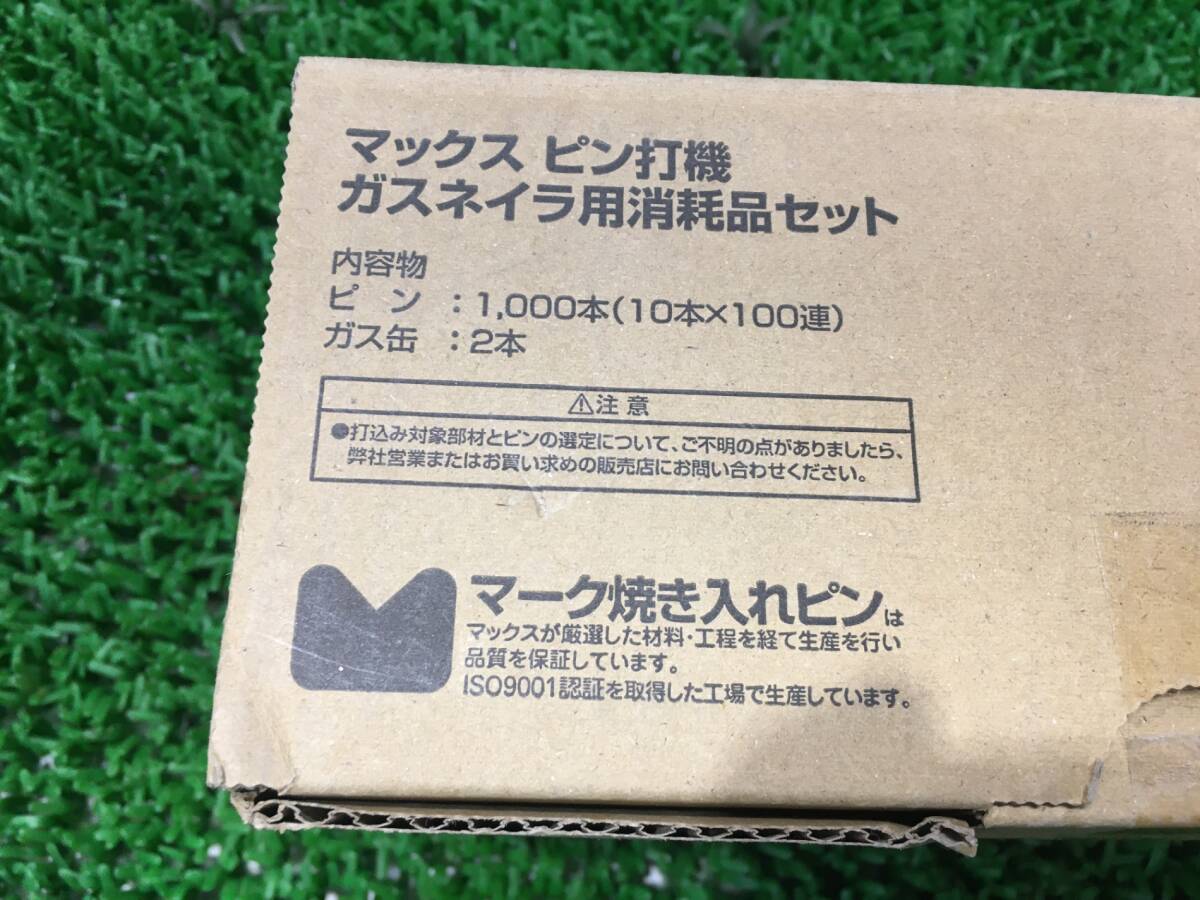 マックス ピン打機
ガスネイラ用消耗品セット
内容物
ピン :1,000本(10本×100連)
ガス缶 :2本
⚠注意
●打込み対象部材とピンの選定について、ご不明の点がありましたら、
弊社営業またはお買い求めの販売店にお問い合わせください。
マーク焼き入れピンは
マックスが厳選した材料・工程を経て生産を行い
品質を保証しています。
ISO9001認証を取得した工場で生産しています。